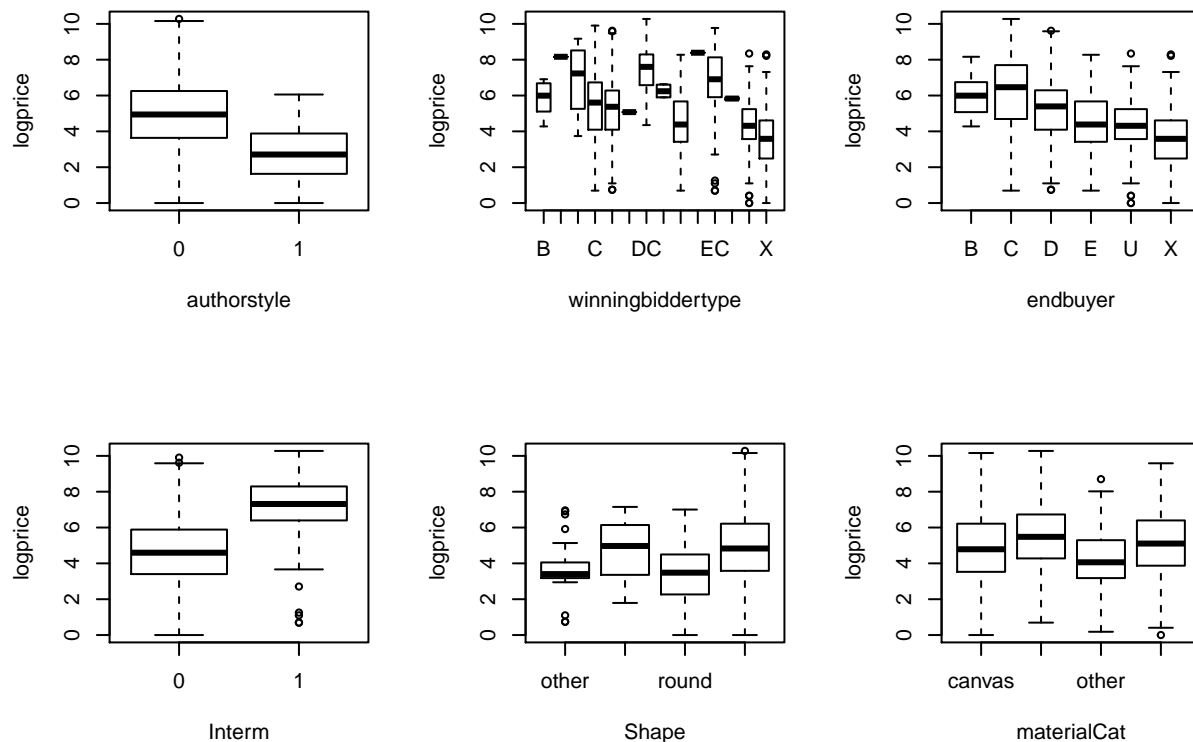 logprice
0 2 4 6 8 10
0 1
authorstyle
logprice
0 2 4 6 8 10
B C DC EC X
winningbiddertype
logprice
0 2 4 6 8 10
B C D E U X
endbuyer
logprice
0 2 4 6 8 10
0 1
Interm
logprice
0 2 4 6 8 10
other round
Shape
logprice
0 2 4 6 8 10
canvas other
materialCat